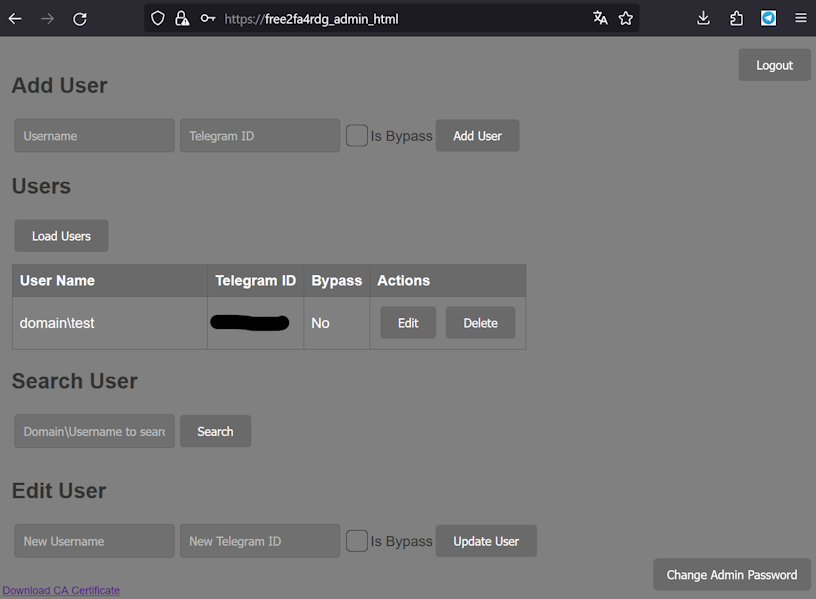 https://free2fa4rdg_admin_html
Logout
Add User
Username Telegram ID Is Bypass Add User
Users
Load Users
User Name Telegram ID Bypass Actions
domain\test No Edit Delete
Search User
Domain\Username to searc Search
Edit User
New Username New Telegram ID Is Bypass Update User
Change Admin Password
Download CA Certificate